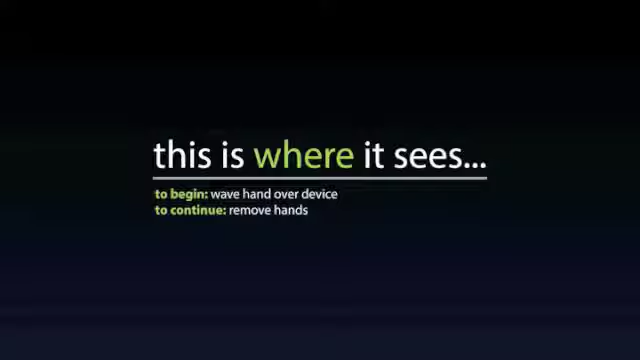 this is where it sees...
to begin: wave hand over device
to continue: remove hands